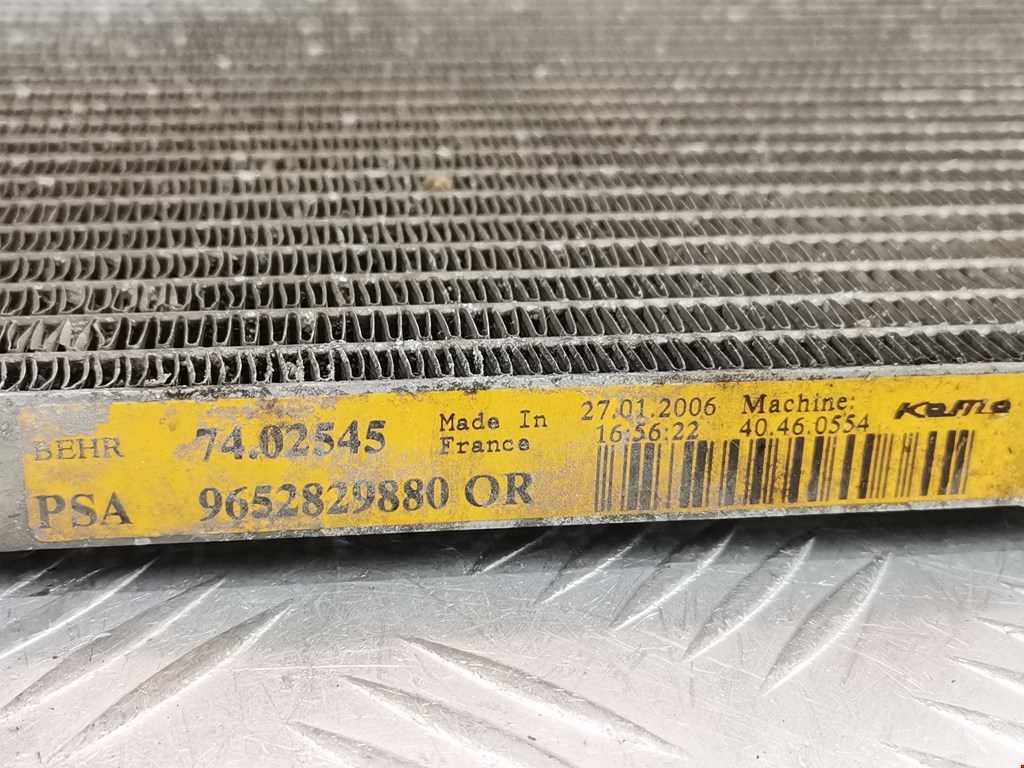 BEHR 74.02545
PSA 9652829880 OR
Made In
France
27.01.2006 Machine:
16:56:22 40.46.0554